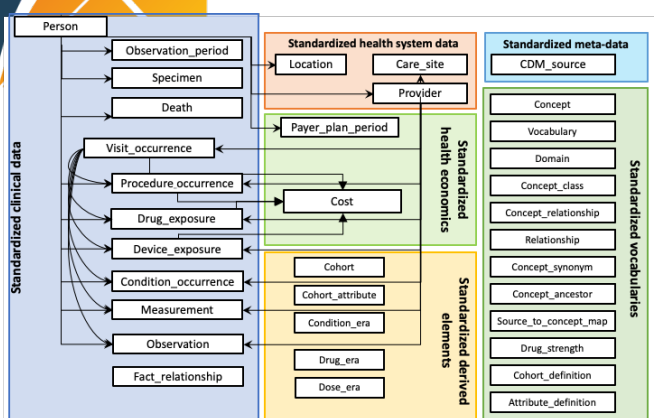 Person
Observation_period
Specimen
Death
Visit_occurrence
Procedure_occurrence
Drug_exposure
Device_exposure
Condition_occurrence
Measurement
Observation
Fact_relationship
Standardized clinical data
Standardized health system data
Location
Care_site
Provider
Payer_plan_period
Cost
Standardized
health economics
Cohort
Cohort_attribute
Condition_era
Drug_era
Dose_era
Standardized derived
elements
Standardized meta-data
CDM_source
Concept
Vocabulary
Domain
Concept_class
Concept_relationship
Relationship
Concept_synonym
Concept_ancestor
Source_to_concept_map
Drug_strength
Cohort_definition
Attribute_definition
Standardized vocabularies